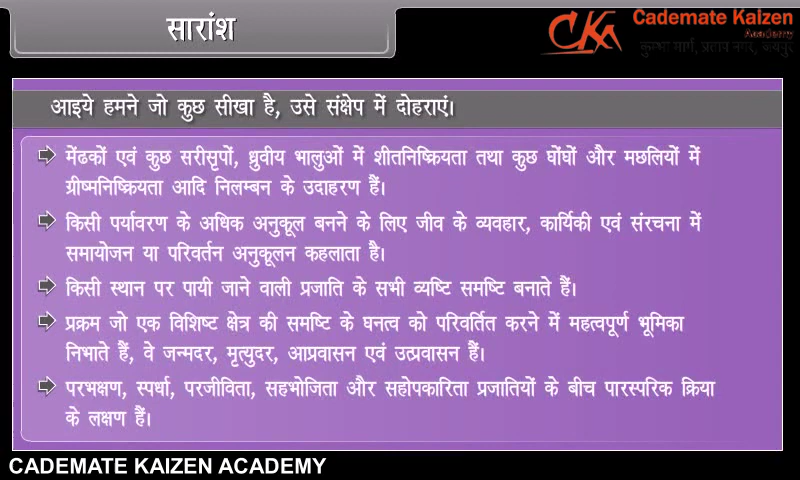 सारांश
Cademate Kaizen
Academy
कुम्भा मार्ग, प्रताप नगर, जयपुर
आइये हमने जो कुछ सीखा है, उसे संक्षेप में दोहराएं।
मेंढकों एवं कुछ सरीसृपों, ध्रुवीय भालुओं में शीतनिष्क्रियता तथा कुछ घोंघों और मछलियों में
ग्रीष्मनिष्क्रियता आदि निलम्बन के उदाहरण हैं।
किसी पर्यावरण के अधिक अनुकूल बनने के लिए जीव के व्यवहार, कार्यिकी एवं संरचना में
समायोजन या परिवर्तन अनुकूलन कहलाता है।
किसी स्थान पर पायी जाने वाली प्रजाति के सभी व्यष्टि समष्टि बनाते हैं।
प्रक्रम जो एक विशिष्ट क्षेत्र की समष्टि के घनत्व को परिवर्तित करने में महत्वपूर्ण भूमिका
निभाते हैं, वे जन्मदर, मृत्युदर, आप्रवासन एवं उत्प्रवासन हैं।
परभक्षण, स्पर्धा, परजीविता, सहभोजिता और सहोपकारिता प्रजातियों के बीच पारस्परिक क्रिया
के लक्षण हैं।
CADEMATE KAIZEN ACADEMY